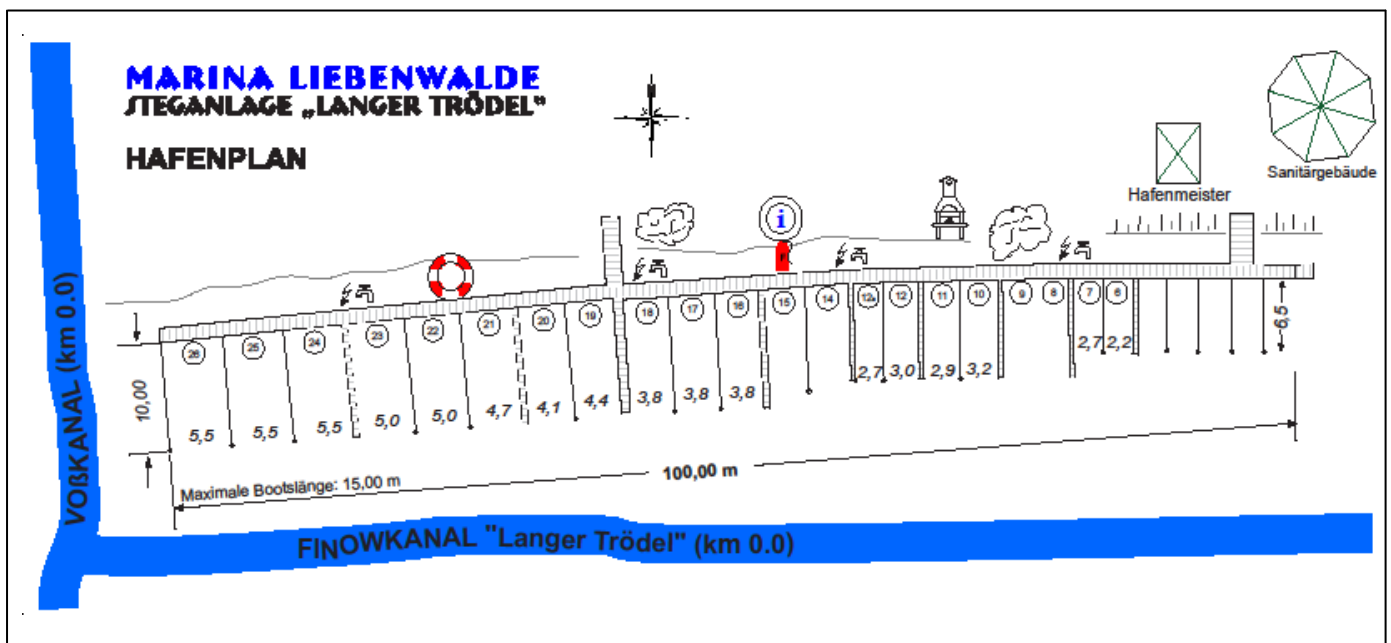 MARINA LIEBENWALDE
STEGANLAGE „LANGER TRÖDEL"
HAFENPLAN
N
Sanitärgebäude
Hafenmeister
i
26 25 24 23 22 21 20 19 18 17 16 15 14 12a 12 11 10 9 8 7 6
10,00
5,5 5,5 5,5 5,0 5,0 4,7 4,1 4,4 3,8 3,8 3,8 2,7 3,0 2,9 3,2 2,7 2,2
6,5
Maximale Bootslänge: 15,00 m
100,00 m
VOßKANAL (km 0.0)
FINOWKANAL "Langer Trödel" (km 0.0)